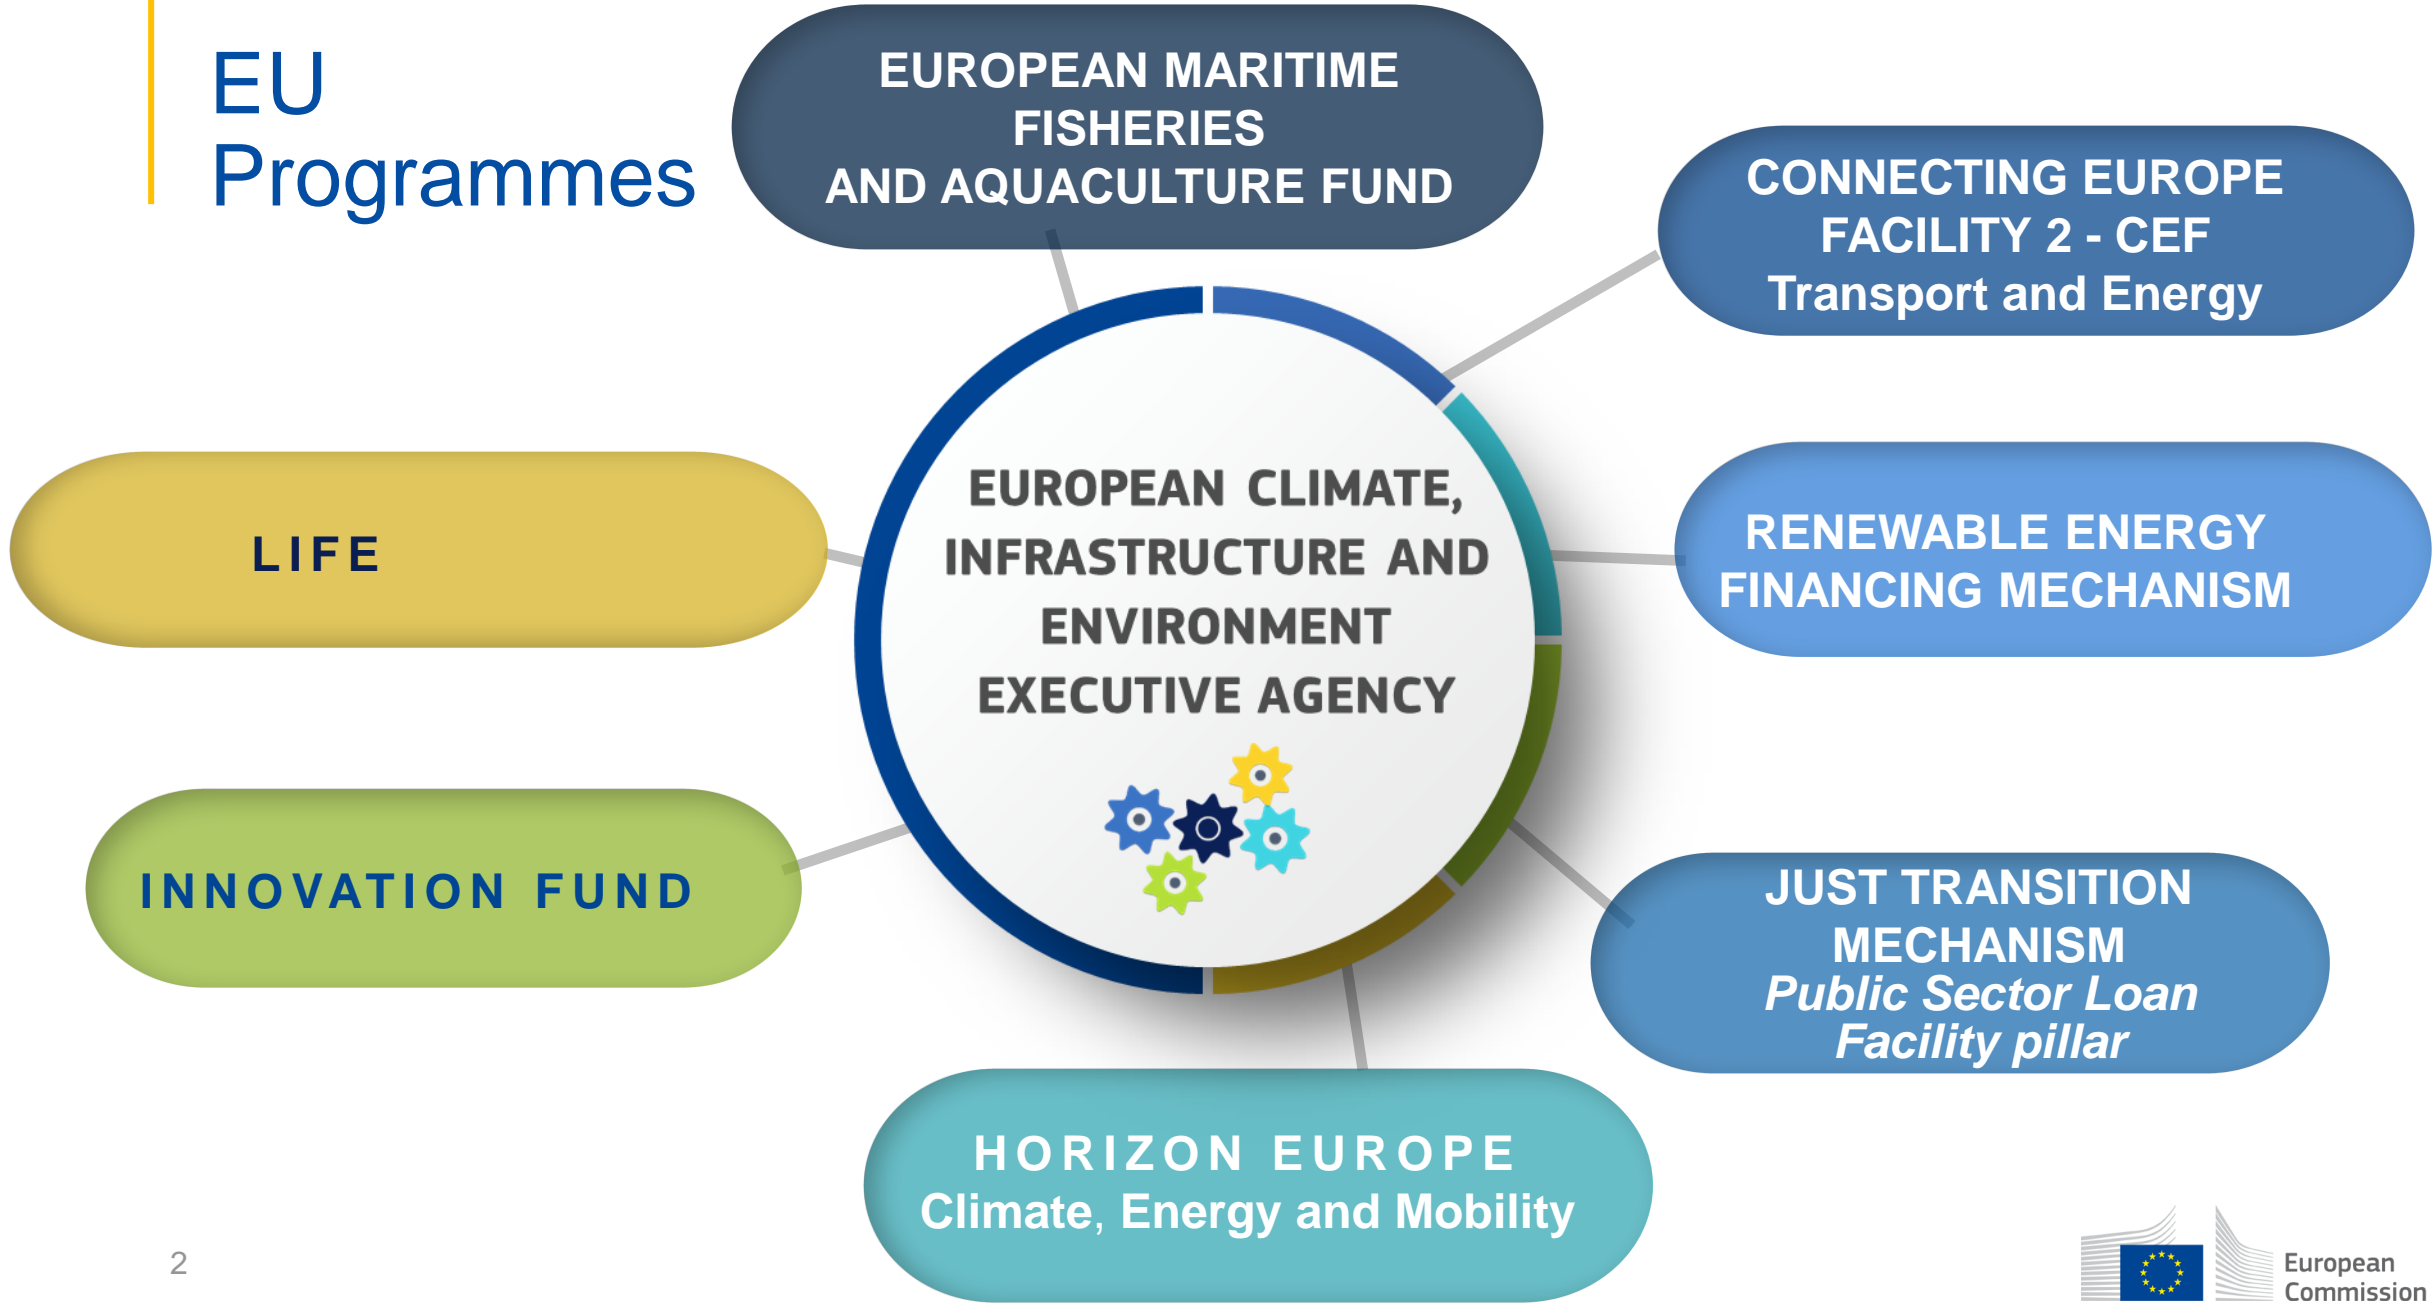 EU
Programmes
EUROPEAN MARITIME
FISHERIES
AND AQUACULTURE FUND
CONNECTING EUROPE
FACILITY 2 - CEF
Transport and Energy
LIFE
EUROPEAN CLIMATE,
INFRASTRUCTURE AND
ENVIRONMENT
EXECUTIVE AGENCY
RENEWABLE ENERGY
FINANCING MECHANISM
INNOVATION FUND
JUST TRANSITION
MECHANISM
Public Sector Loan
Facility pillar
HORIZON EUROPE
Climate, Energy and Mobility
2
European
Commission